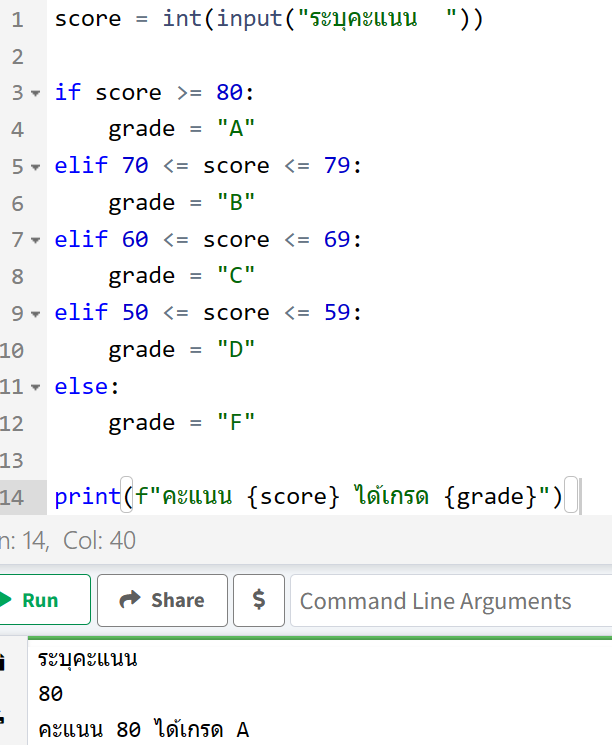 1 score = int(input("ระบุคะแนน  "))
2
3 if score >= 80:
4     grade = "A"
5 elif 70 <= score <= 79:
6     grade = "B"
7 elif 60 <= score <= 69:
8     grade = "C"
9 elif 50 <= score <= 59:
10     grade = "D"
11 else:
12     grade = "F"
13
14 print(f"คะแนน {score} ได้เกรด {grade}")
n: 14, Col: 40
Run Share $ Command Line Arguments
ระบุคะแนน
80
คะแนน 80 ได้เกรด A